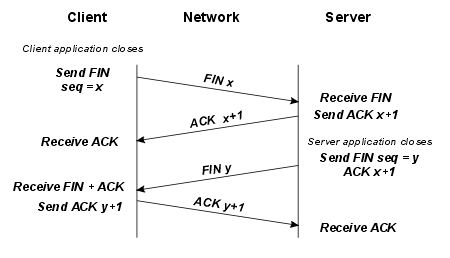 Client Network Server
Client application closes
Send FIN
seq = x
FIN x
Receive FIN
Send ACK x+1
ACK x+1
Receive ACK
Server application closes
Send FIN seq = y
ACK x+1
FIN y
Receive FIN + ACK
Send ACK y+1
ACK y+1
Receive ACK